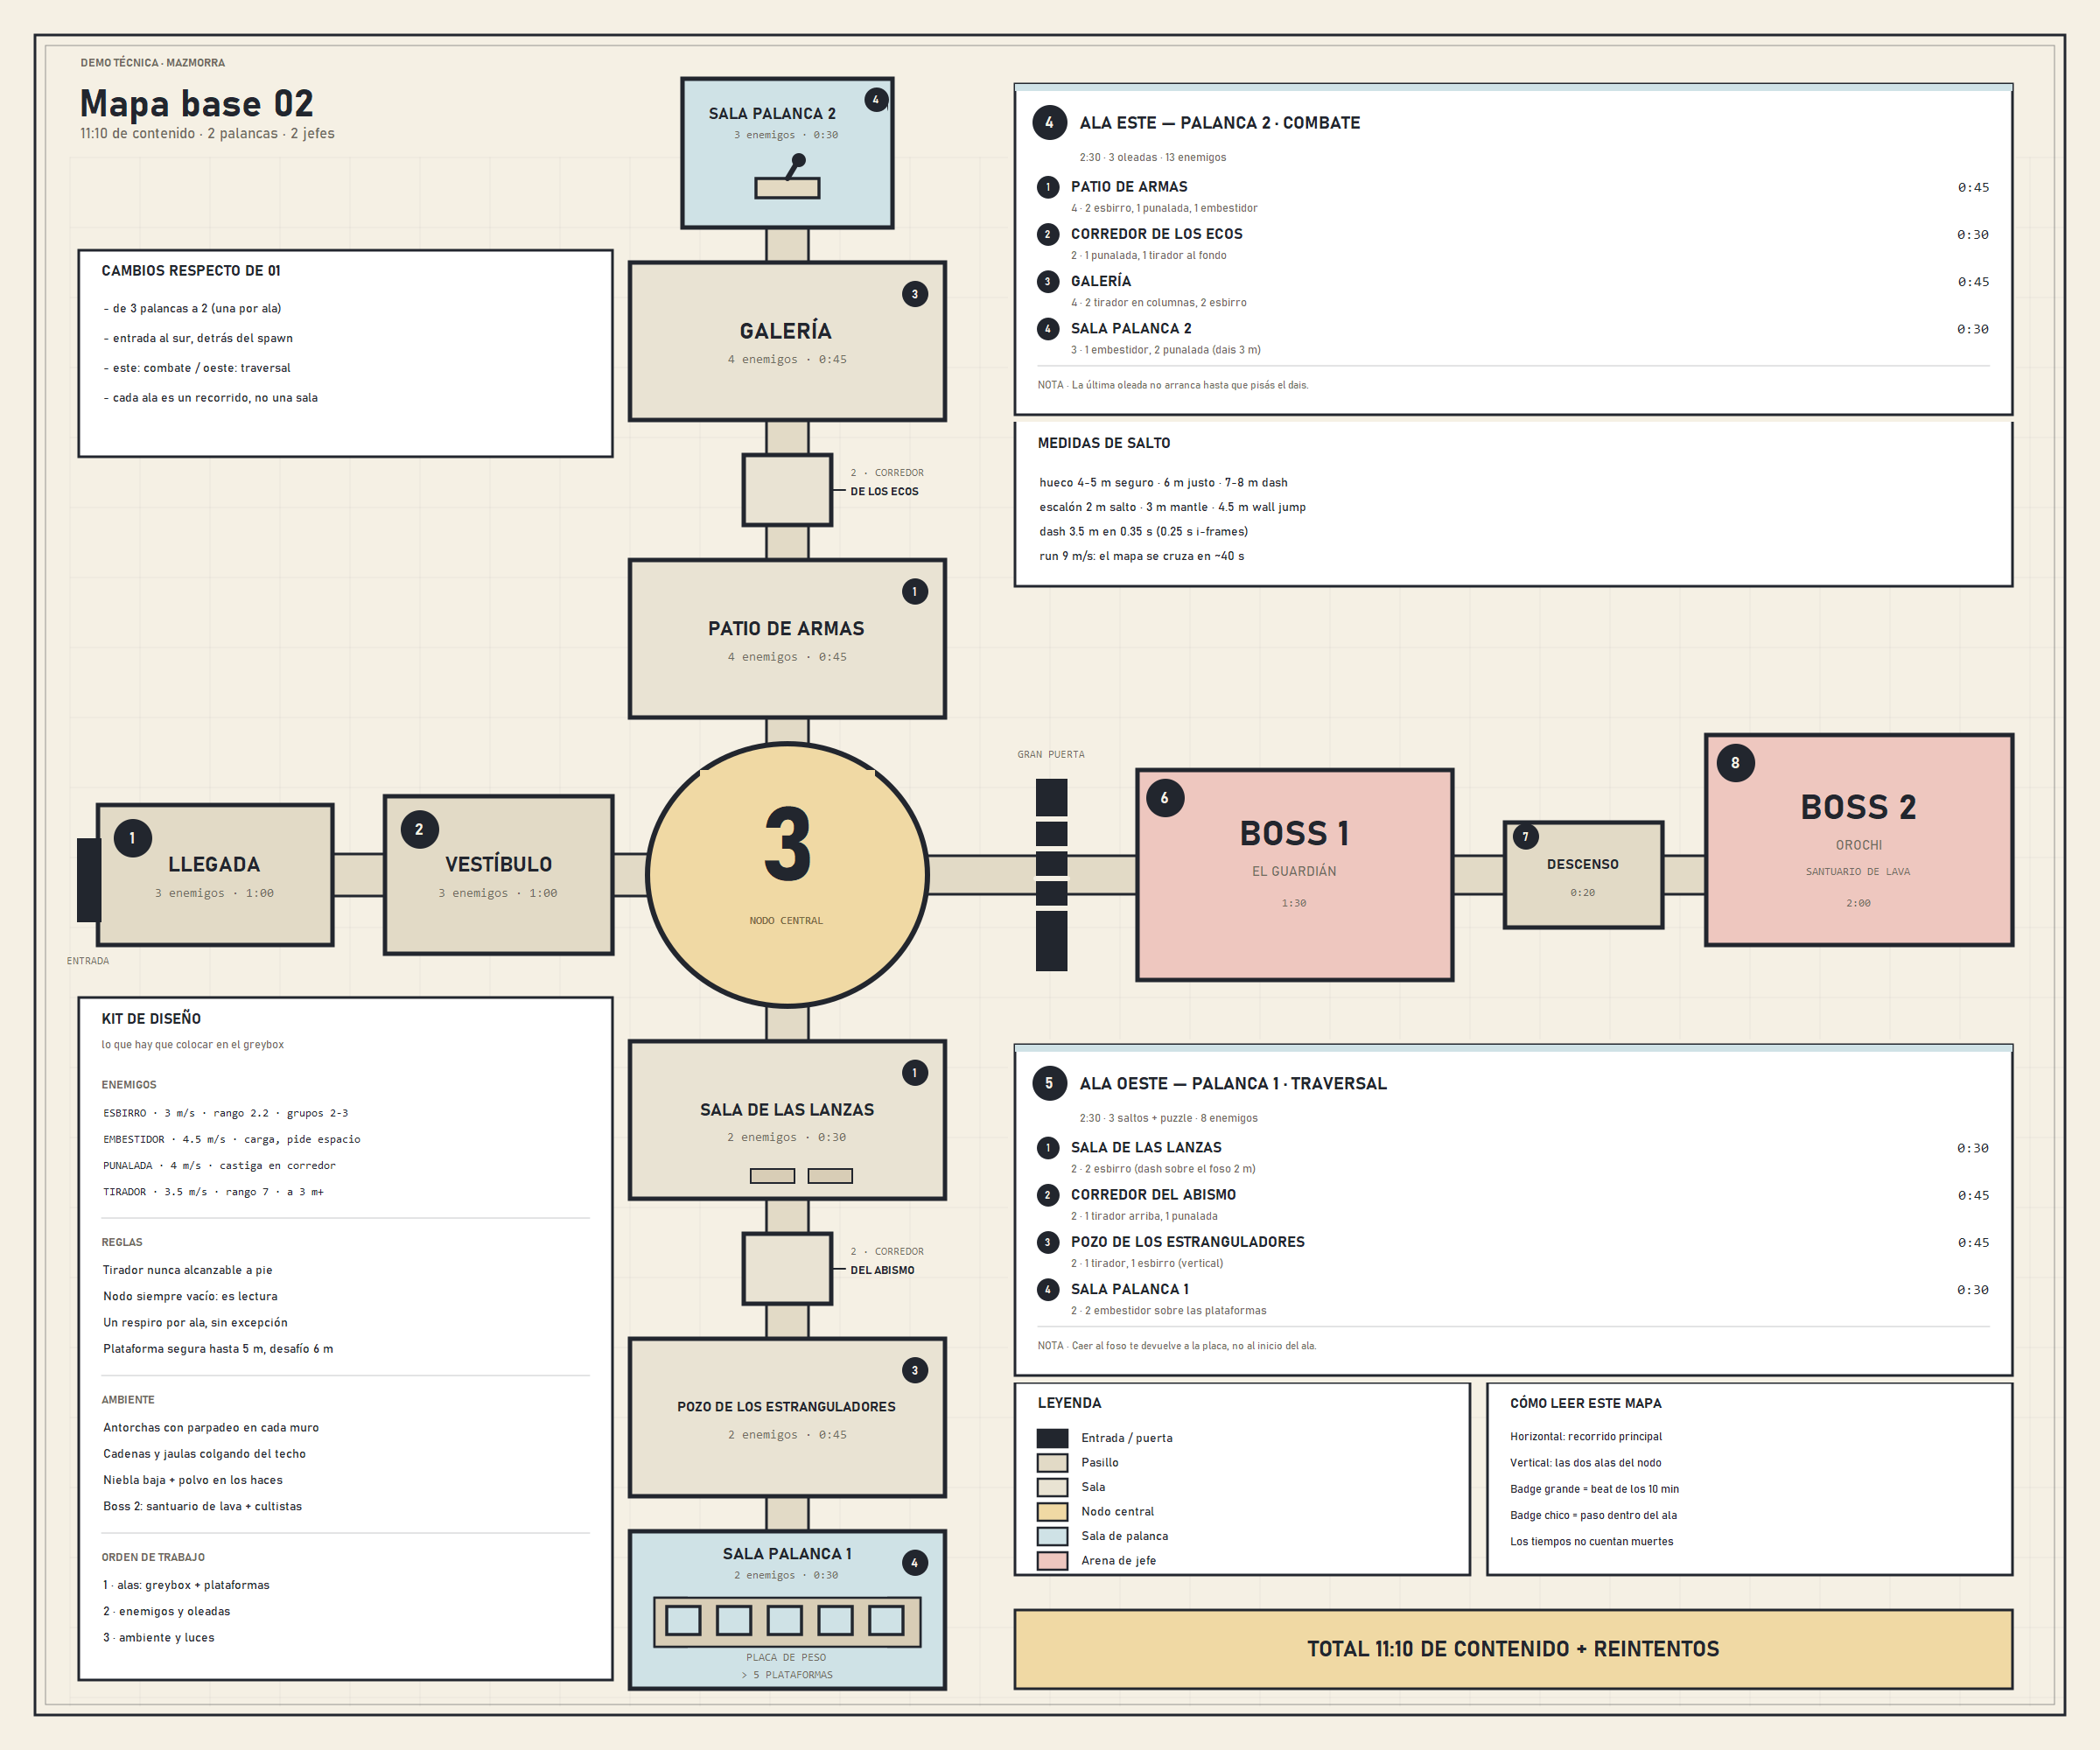 DEMO TÉCNICA · MAZMORRA
Mapa base 02
11:10 de contenido · 2 palancas · 2 jefes
CAMBIOS RESPECTO DE 01
- de 3 palancas a 2 (una por ala)
- entrada al sur, detrás del spawn
- este: combate / oeste: traversal
- cada ala es un recorrido, no una sala
4
SALA PALANCA 2
3 enemigos · 0:30
3
GALERÍA
4 enemigos · 0:45
2 · CORREDOR
DE LOS ECOS
1
PATIO DE ARMAS
4 enemigos · 0:45
4
ALA ESTE — PALANCA 2 · COMBATE
2:30 · 3 oleadas · 13 enemigos
1 PATIO DE ARMAS 0:45
4 · 2 esbirro, 1 punalada, 1 embestidor
2 CORREDOR DE LOS ECOS 0:30
2 · 1 punalada, 1 tirador al fondo
3 GALERÍA 0:45
4 · 2 tirador en columnas, 2 esbirro
4 SALA PALANCA 2 0:30
3 · 1 embestidor, 2 punalada (dais 3 m)
NOTA · La última oleada no arranca hasta que pisás el dais.
MEDIDAS DE SALTO
hueco 4-5 m seguro · 6 m justo · 7-8 m dash
escalón 2 m salto · 3 m mantle · 4.5 m wall jump
dash 3.5 m en 0.35 s (0.25 s i-frames)
run 9 m/s: el mapa se cruza en ~40 s
1
LLEGADA
3 enemigos · 1:00
ENTRADA
2
VESTÍBULO
3 enemigos · 1:00
3
NODO CENTRAL
GRAN PUERTA
6
BOSS 1
EL GUARDIÁN
1:30
7
DESCENSO
0:20
8
BOSS 2
OROCHI
SANTUARIO DE LAVA
2:00
KIT DE DISEÑO
lo que hay que colocar en el greybox
ENEMIGOS
ESBIRRO · 3 m/s · rango 2.2 · grupos 2-3
EMBESTIDOR · 4.5 m/s · carga, pide espacio
PUNALADA · 4 m/s · castiga en corredor
TIRADOR · 3.5 m/s · rango 7 · a 3 m+
REGLAS
Tirador nunca alcanzable a pie
Nodo siempre vacío: es lectura
Un respiro por ala, sin excepción
Plataforma segura hasta 5 m, desafío 6 m
AMBIENTE
Antorchas con parpadeo en cada muro
Cadenas y jaulas colgando del techo
Niebla baja + polvo en los haces
Boss 2: santuario de lava + cultistas
ORDEN DE TRABAJO
1 · alas: greybox + plataformas
2 · enemigos y oleadas
3 · ambiente y luces
1
SALA DE LAS LANZAS
2 enemigos · 0:30
2 · CORREDOR
DEL ABISMO
3
POZO DE LOS ESTRANGULADORES
2 enemigos · 0:45
4
SALA PALANCA 1
2 enemigos · 0:30
PLACA DE PESO
> 5 PLATAFORMAS
5
ALA OESTE — PALANCA 1 · TRAVERSAL
2:30 · 3 saltos + puzzle · 8 enemigos
1 SALA DE LAS LANZAS 0:30
2 · 2 esbirro (dash sobre el foso 2 m)
2 CORREDOR DEL ABISMO 0:45
2 · 1 tirador arriba, 1 punalada
3 POZO DE LOS ESTRANGULADORES 0:45
2 · 1 tirador, 1 esbirro (vertical)
4 SALA PALANCA 1 0:30
2 · 2 embestidor sobre las plataformas
NOTA · Caer al foso te devuelve a la placa, no al inicio del ala.
LEYENDA
Entrada / puerta
Pasillo
Sala
Nodo central
Sala de palanca
Arena de jefe
CÓMO LEER ESTE MAPA
Horizontal: recorrido principal
Vertical: las dos alas del nodo
Badge grande = beat de los 10 min
Badge chico = paso dentro del ala
Los tiempos no cuentan muertes
TOTAL 11:10 DE CONTENIDO + REINTENTOS